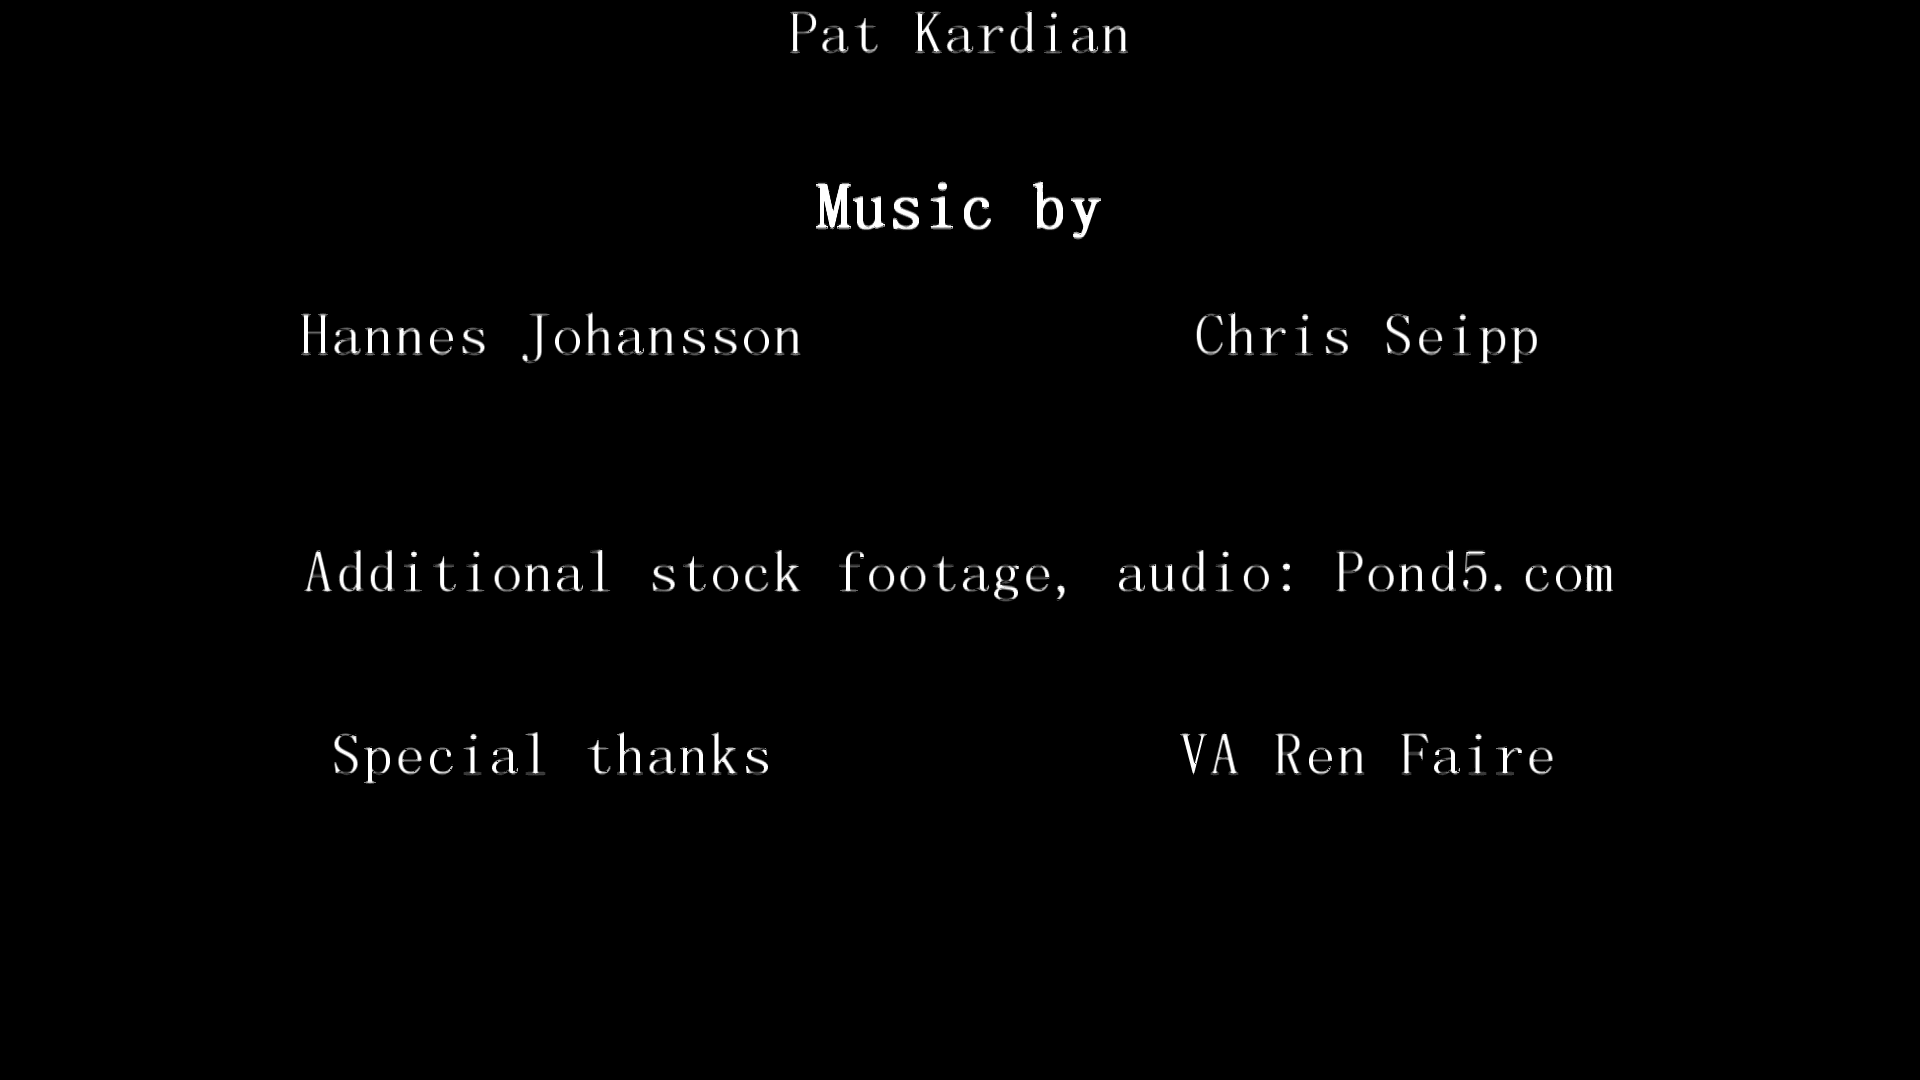 Pat Kardian
Music by
Hannes Johansson Chris Seipp
Additional stock footage, audio: Pond5.com
Special thanks VA Ren Faire